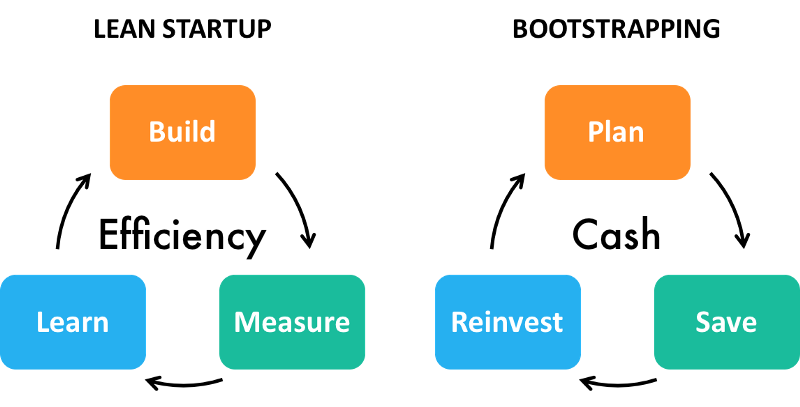 LEAN STARTUP
Build
Efficiency
Learn
Measure
BOOTSTRAPPING
Plan
Cash
Reinvest
Save